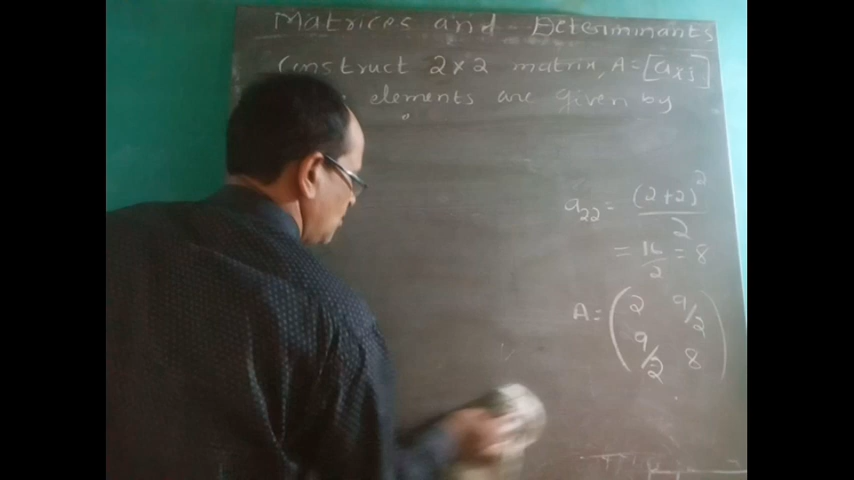 Matrices and Determinants
Construct 2×2 matrix, A = [aij]
elements are given by
a22 = (2+2)^2/2
= 16/2 = 8
A = (2 9/2
9/2 8)